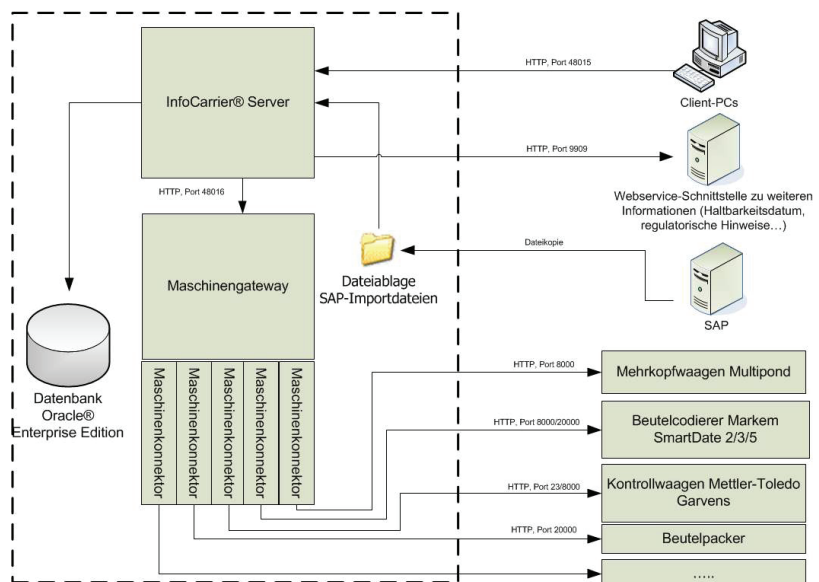 HTTP, Port 48015
InfoCarrier® Server
Client-PCs
HTTP, Port 9909
Webservice-Schnittstelle zu weiteren
Informationen (Haltbarkeitsdatum,
regulatorische Hinweise...)
HTTP, Port 48016
Dateikopie
Maschinengateway
Dateiablage
SAP-Importdateien
SAP
Datenbank
Oracle®
Enterprise Edition
Maschinenkonnektor
Maschinenkonnektor
Maschinenkonnektor
Maschinenkonnektor
Maschinenkonnektor
HTTP, Port 8000
Mehrkopfwaagen Multipond
HTTP, Port 8000/20000
Beutelcodierer Markem
SmartDate 2/3/5
HTTP, Port 23/8000
Kontrollwaagen Mettler-Toledo
Garvens
HTTP, Port 20000
Beutelpacker
.....